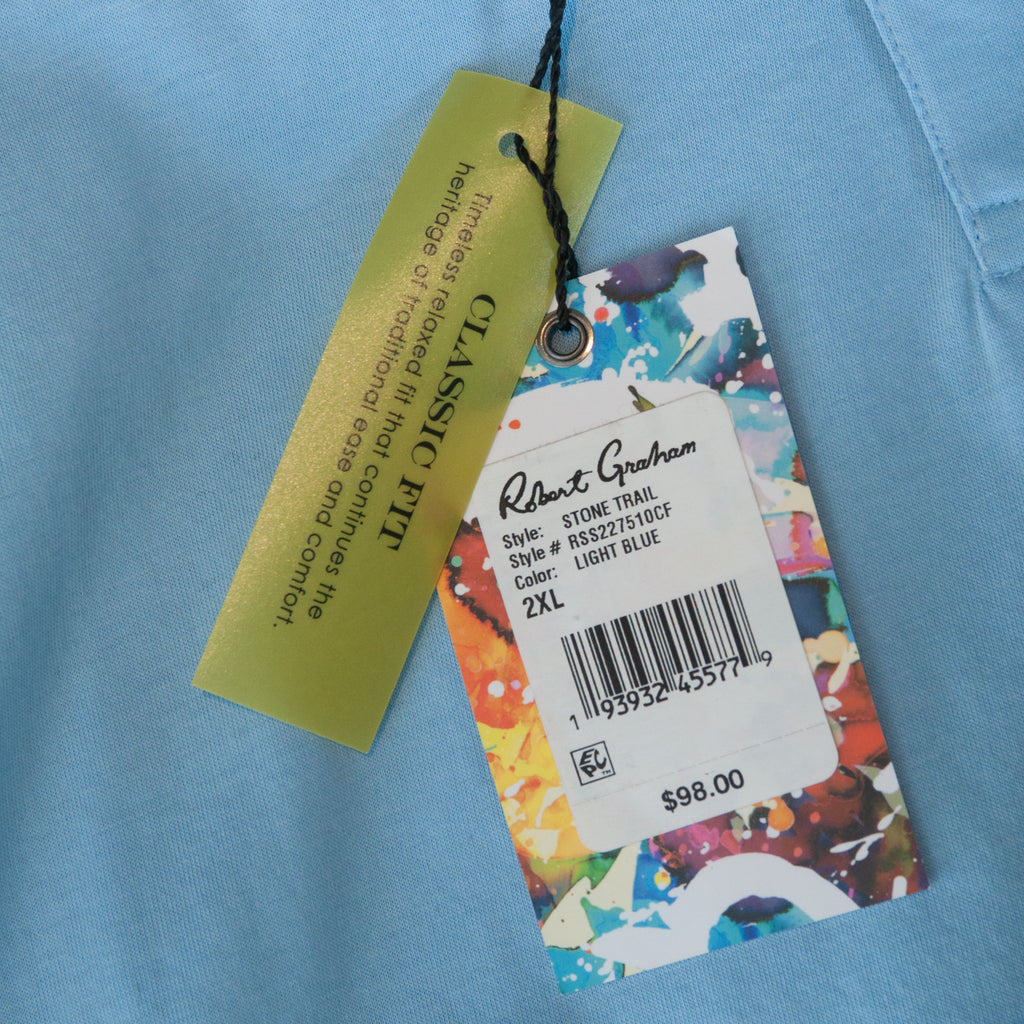 CLASSIC FIT
Timeless relaxed fit that continues the
heritage of traditional ease and comfort.
Robert Graham
Style: STONE TRAIL
Style # RSS227510CF
Color: LIGHT BLUE
2XL
1 93932 45577 9
EPC™
$98.00